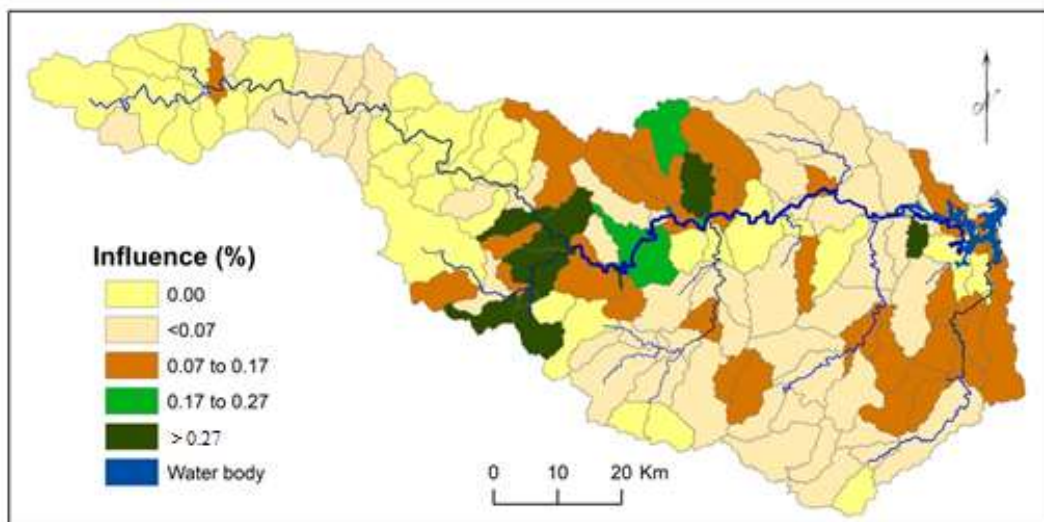 Influence (%)
0.00
<0.07
0.07 to 0.17
0.17 to 0.27
> 0.27
Water body
0 10 20 Km